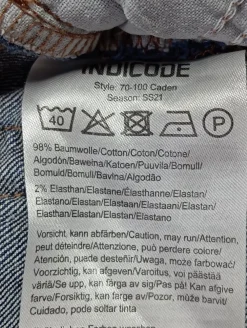 INDICODE
Style: 70-100 Caden
Season: SS21
40
P
98% Baumwolle/Cotton/Coton/Cotone/
Algodón/Bawełna/Katoen/Puuvilla/Bomull/
Bomuld/Bomull/Bavlna/Algodão
2% Elasthan/Elastane/Élasthanne/Elastan/
Elastano/Elastan/Elastaan/Elastaani/Elastan/
Elasthan/Elastan/Elastan/Elastano
Vorsicht, kann abfärben/Caution, may run/Attention,
peut déteindre/Attenzione, può perdere colore/
Atención, puede desteñir/Uwaga, może farbować/
Voorzichtig, kan afgeven/Varoitus, voi päästää
väriä/Se upp, kan färga av sig/Pas på! Kan afgive
farve/Forsiktig, kan farge av/Pozor, může barvit/
Cuidado, pode soltar tinta